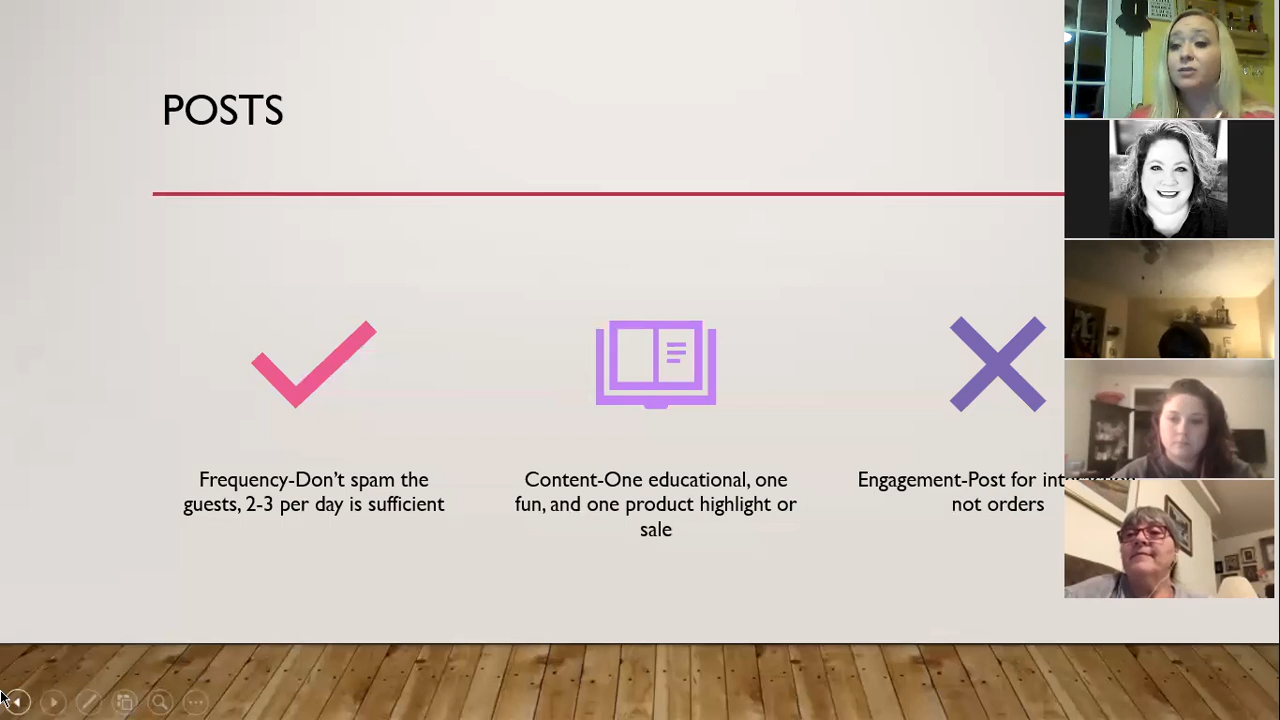 POSTS
Frequency-Don't spam the
guests, 2-3 per day is sufficient
Content-One educational, one
fun, and one product highlight or
sale
Engagement-Post for interaction
not orders